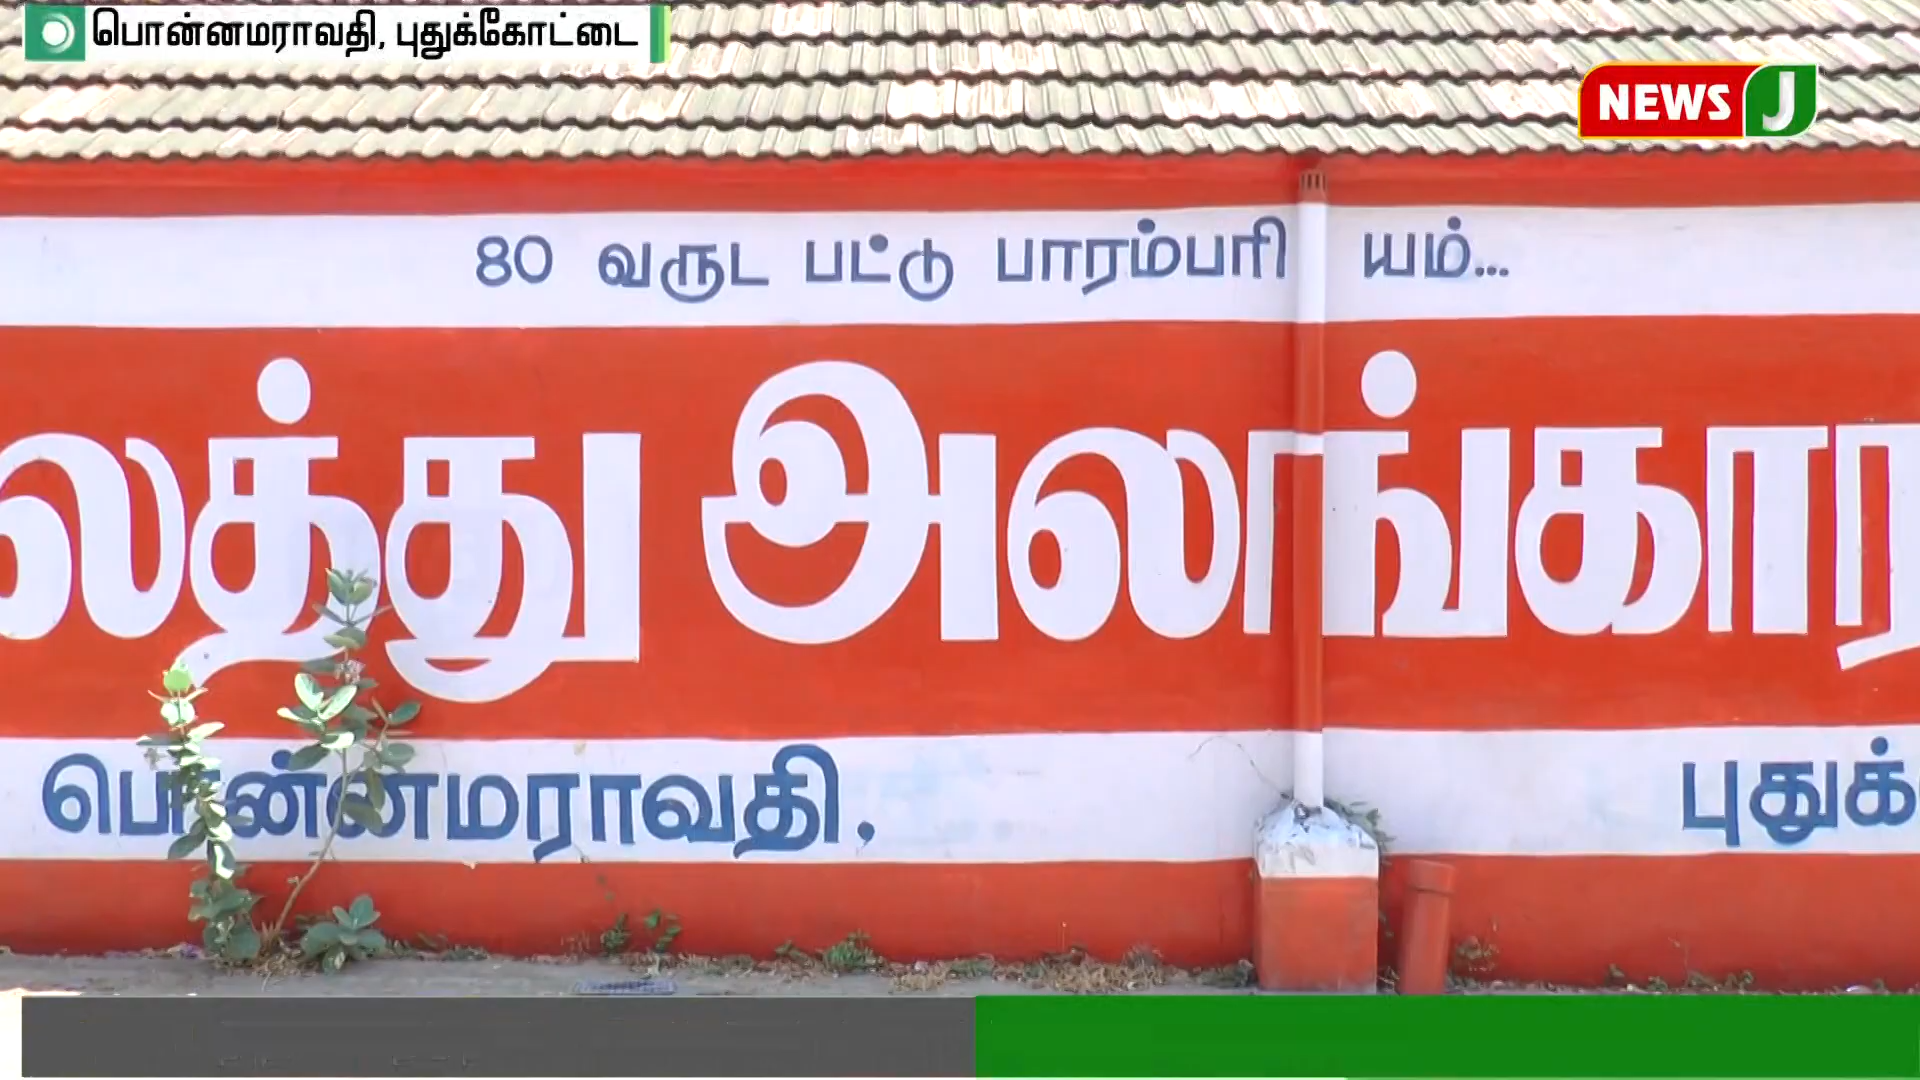 பொன்னமராவதி, புதுக்கோட்டை
NEWS J
80 வருட பட்டு பாரம்பரியம்...
லத்து அலங்கார
பொன்னமராவதி, புதுக்